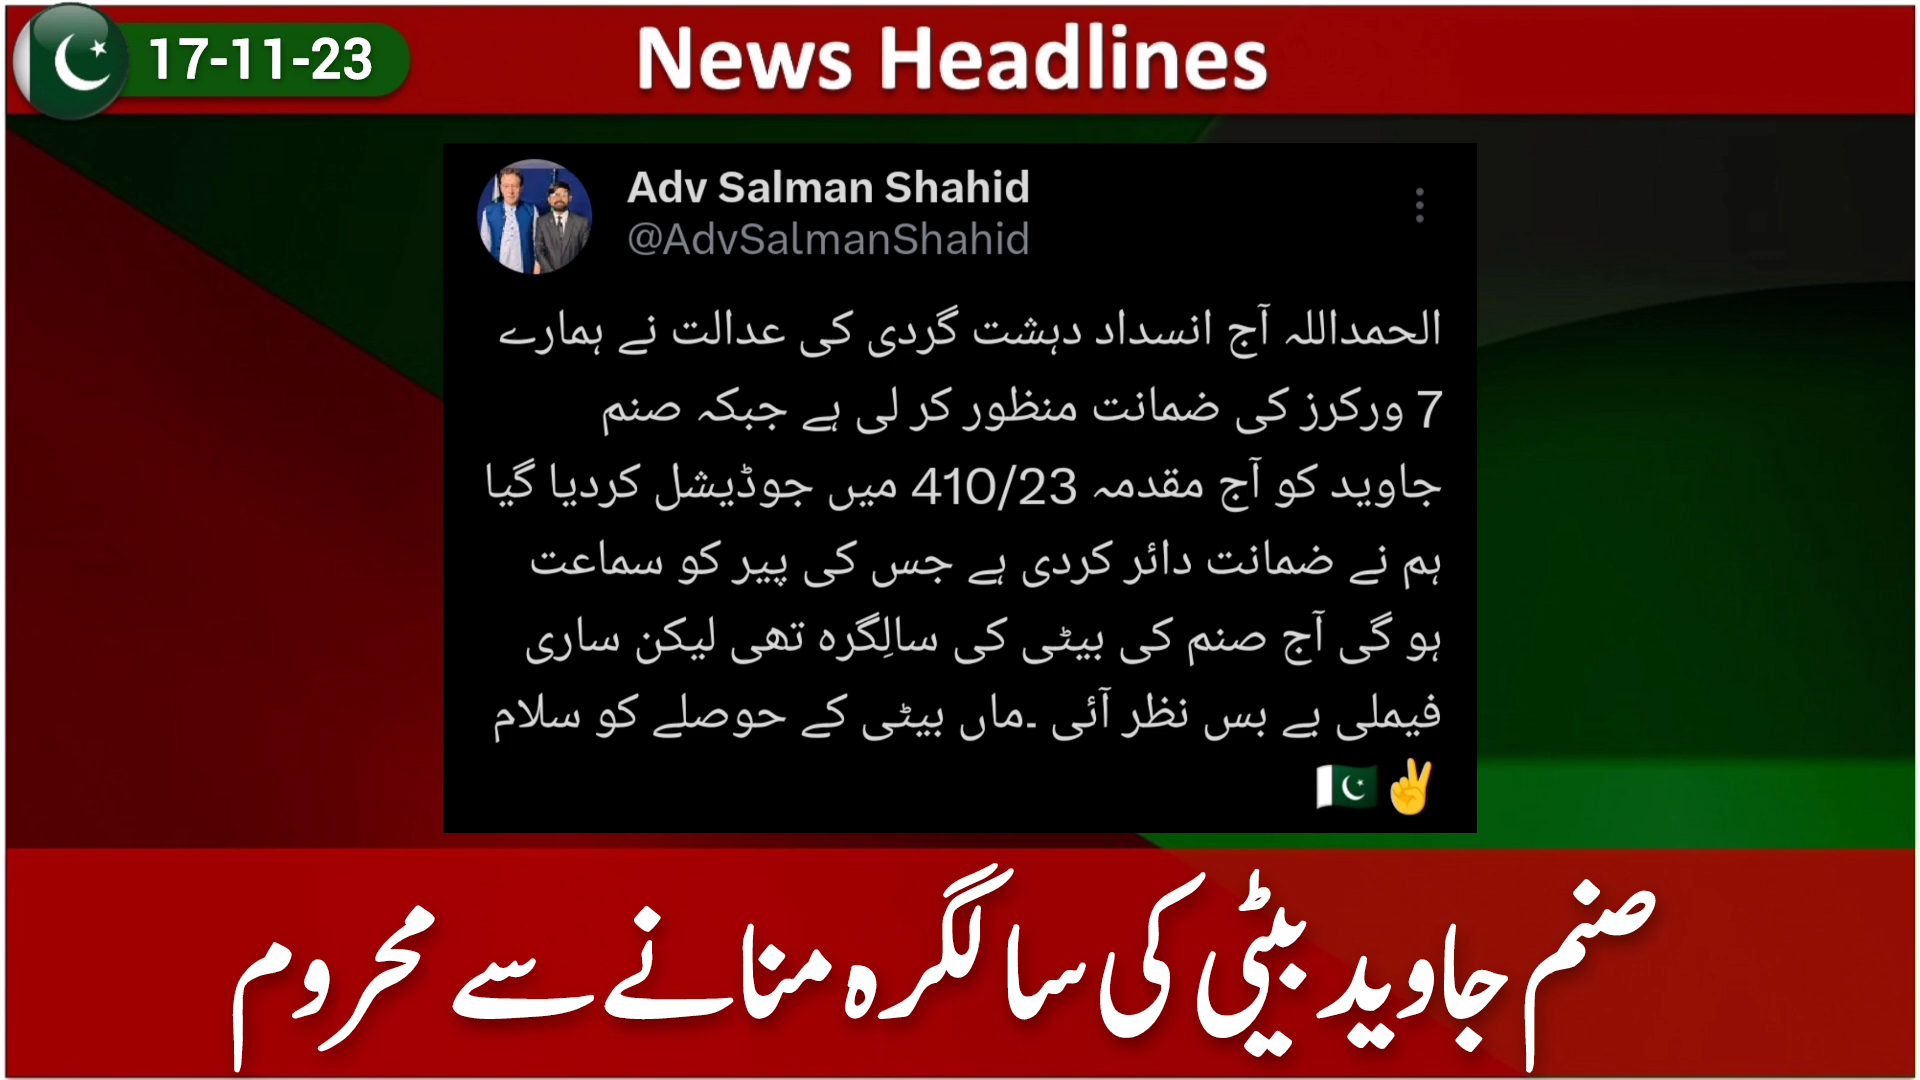 17-11-23
News Headlines
Adv Salman Shahid
@AdvSalmanShahid
الحمداللہ آج انسداد دہشت گردی کی عدالت نے ہمارے
7 ورکرز کی ضمانت منظور کر لی ہے جبکہ صنم
جاوید کو آج مقدمہ 410/23 میں جوڈیشل کردیا گیا
ہم نے ضمانت دائر کردی ہے جس کی پیر کو سماعت
ہو گی آج صنم کی بیٹی کی سالِگرہ تھی لیکن ساری
فیملی بے بس نظر آئی ۔ماں بیٹی کے حوصلے کو سلام
✌️🇵🇰
صنم جاوید بیٹی کی سالگرہ منانے سے محروم